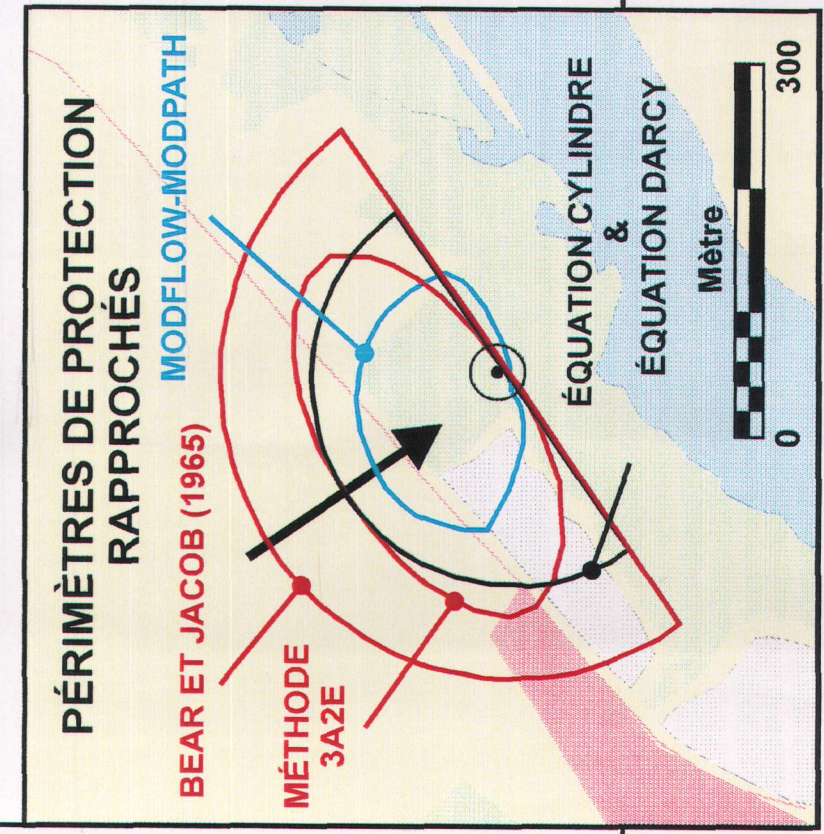 PÉRIMÈTRES DE PROTECTION
RAPPROCHÉS
BEAR ET JACOB (1965)
MODFLOW-MODPATH
MÉTHODE
3A2E
ÉQUATION CYLINDRE
&
ÉQUATION DARCY
Mètre
0
300